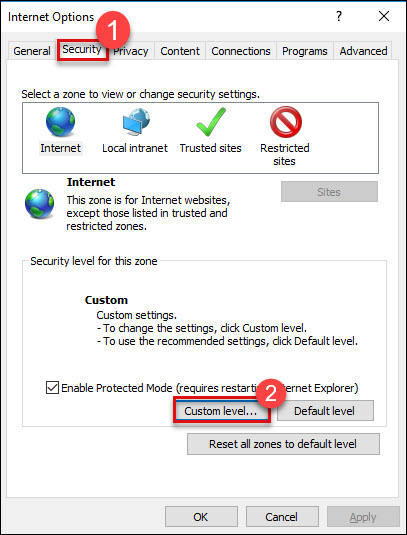 Internet Options
?
1
General Security Privacy Content Connections Programs Advanced
Select a zone to view or change security settings.
Internet Local intranet Trusted sites Restricted
sites
Internet
Sites
This zone is for Internet websites,
except those listed in trusted and
restricted zones.
Security level for this zone
Custom
Custom settings.
- To change the settings, click Custom level.
- To use the recommended settings, click Default level.
Enable Protected Mode (requires restarting Internet Explorer)
2
Custom level... Default level
Reset all zones to default level
OK Cancel Apply